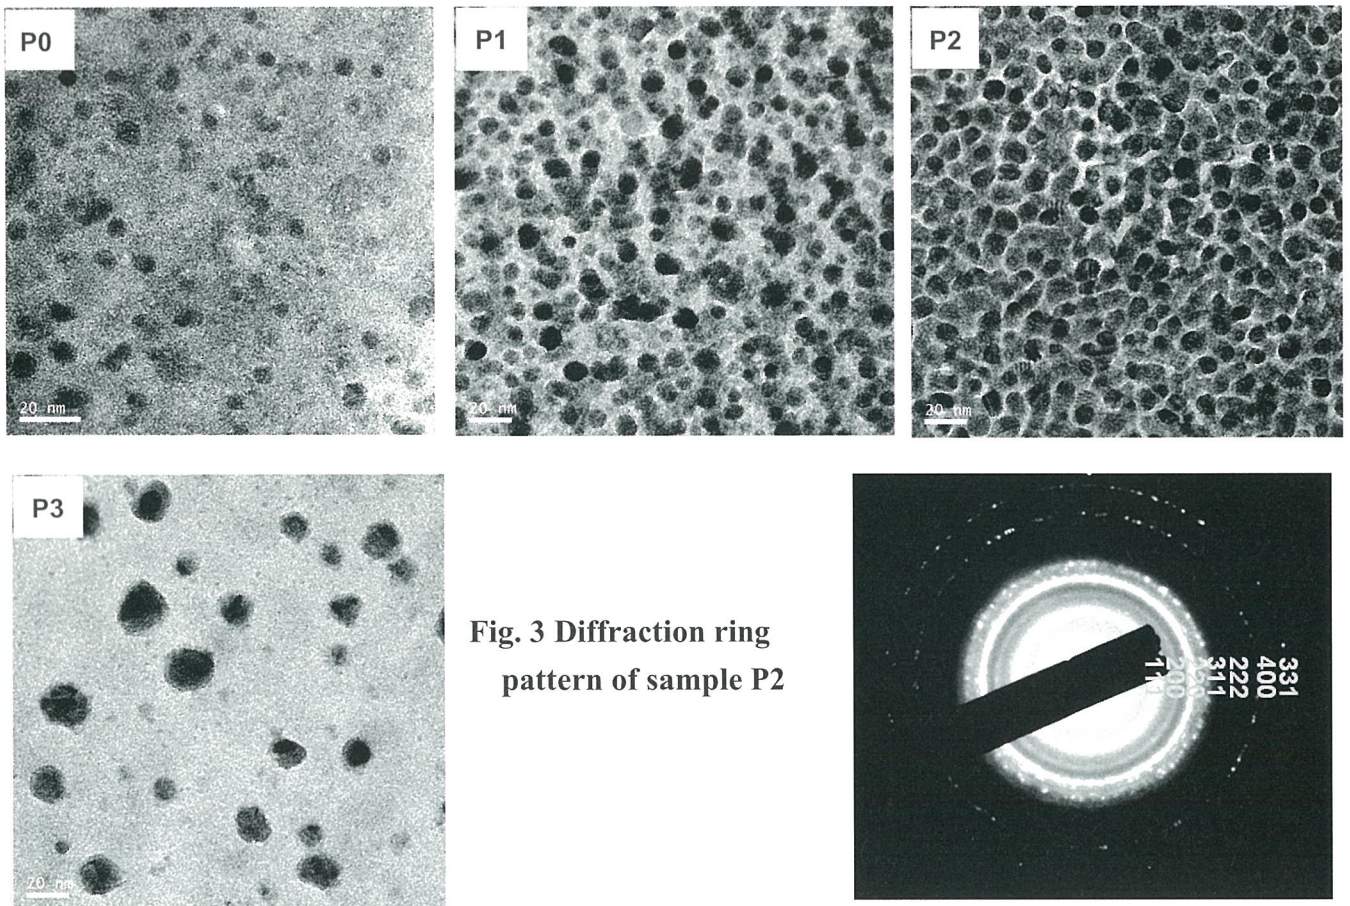 P0
P1
P2
20 nm
20 nm
20 nm
P3
Fig. 3 Diffraction ring
pattern of sample P2
111
200
220
311
222
400
331
20 nm